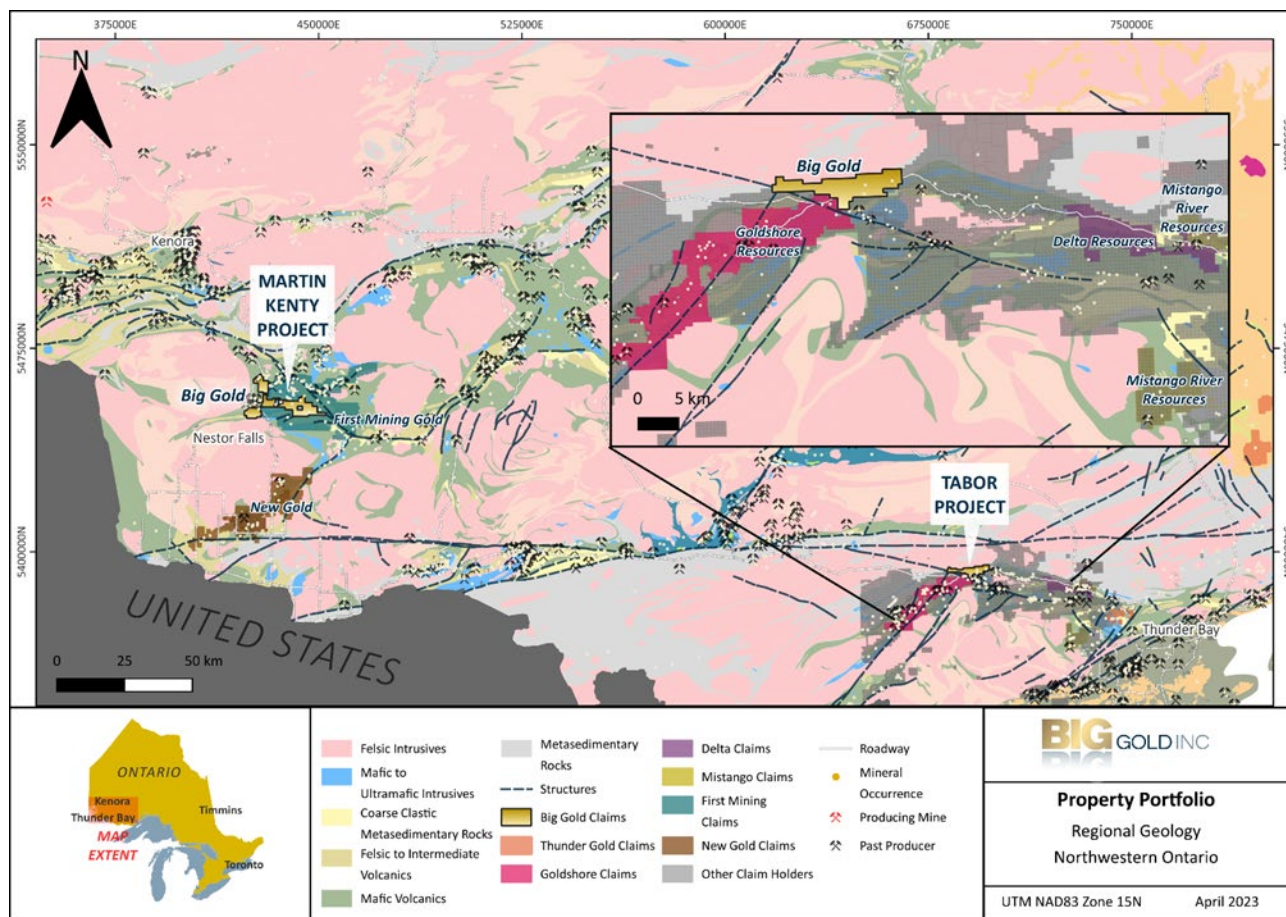 375000E
450000E
525000E
600000E
675000E
750000E
N
5550000N
5475000N
5400000N
5550000N
Kenora
MARTIN
KENTY
PROJECT
Big Gold
First Mining Gold
Nestor Falls
New Gold
UNITED STATES
0 25 50 km
Big Gold
Goldshore
Resources
Delta Resources
Mistango
River
Resources
Mistango River
Resources
0 5 km
TABOR
PROJECT
Thunder Bay
ONTARIO
Kenora
Thunder Bay
MAP
EXTENT
Timmins
Toronto
Felsic Intrusives
Mafic to
Ultramafic Intrusives
Coarse Clastic
Metasedimentary Rocks
Felsic to Intermediate
Volcanics
Mafic Volcanics
Metasedimentary
Rocks
Structures
Big Gold Claims
Thunder Gold Claims
Goldshore Claims
Delta Claims
Mistango Claims
First Mining
Claims
New Gold Claims
Other Claim Holders
Roadway
Mineral
Occurrence
Producing Mine
Past Producer
BIG GOLD INC
Property Portfolio
Regional Geology
Northwestern Ontario
UTM NAD83 Zone 15N April 2023